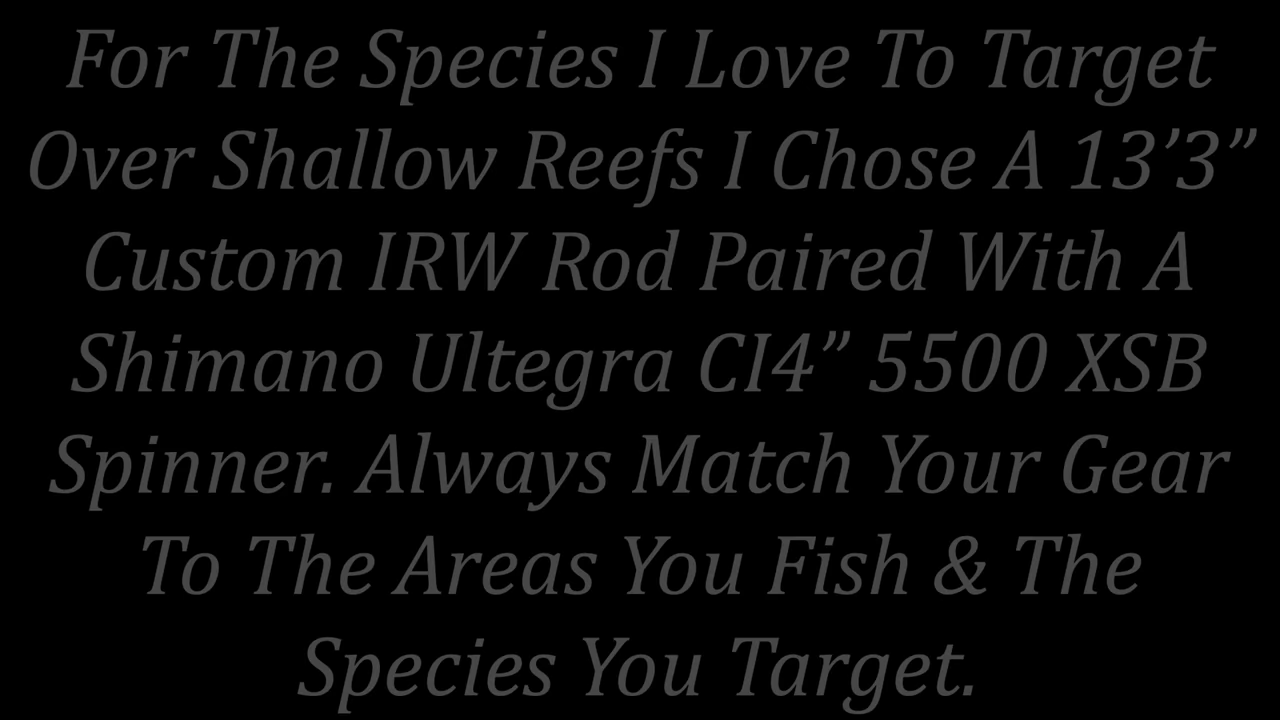 For The Species I Love To Target
Over Shallow Reefs I Chose A 13’3”
Custom IRW Rod Paired With A
Shimano Ultegra CI4” 5500 XSB
Spinner. Always Match Your Gear
To The Areas You Fish & The
Species You Target.